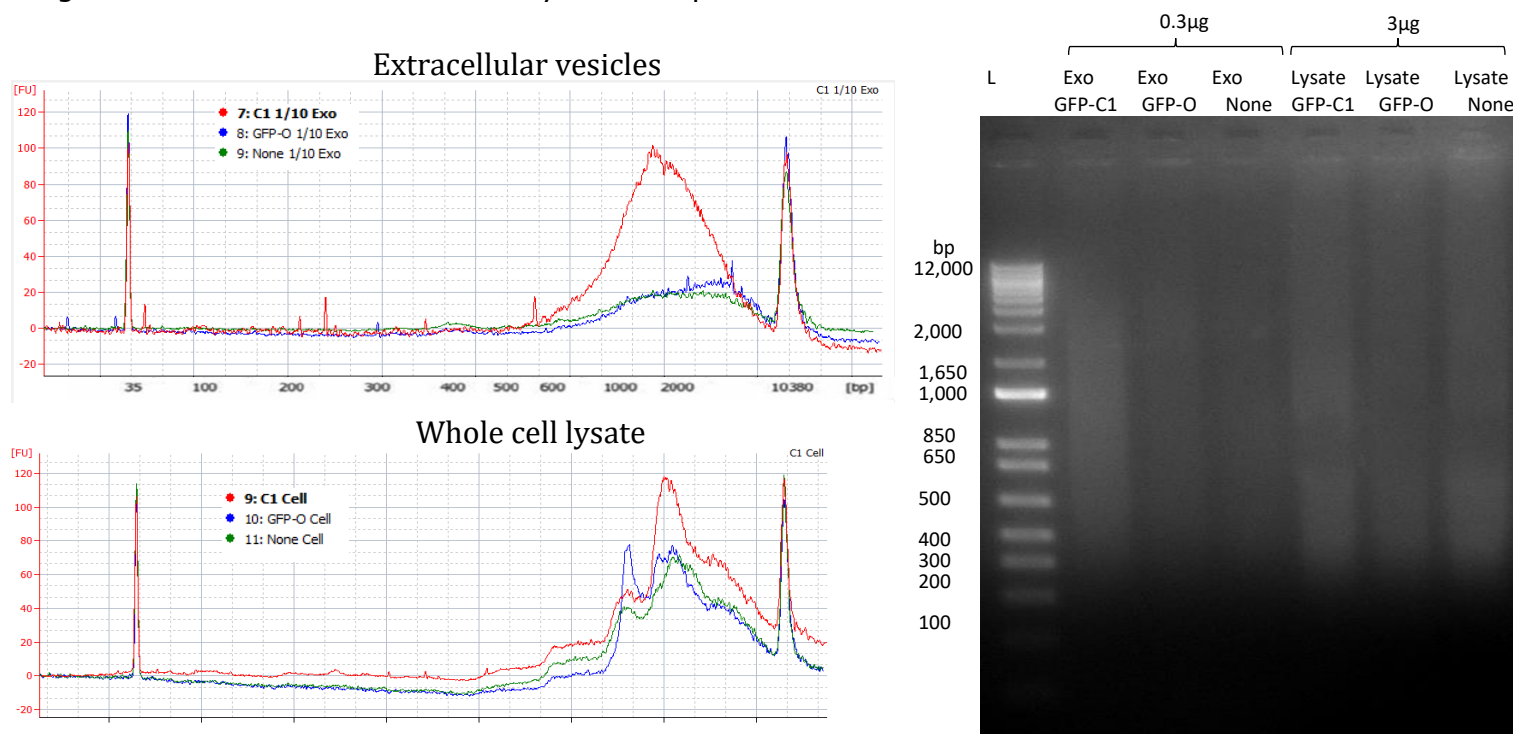 Extracellular vesicles
[FU]
C1 1/10 Exo
120
100
80
60
40
20
0
-20
7: C1 1/10 Exo
8: GFP-O 1/10 Exo
9: None 1/10 Exo
35 100 200 300 400 500 600 1000 2000 10380 [bp]
Whole cell lysate
[FU]
C1 Cell
120
100
80
60
40
20
0
-20
9: C1 Cell
10: GFP-O Cell
11: None Cell
0.3μg 3μg
L Exo Exo Exo Lysate Lysate Lysate
GFP-C1 GFP-O None GFP-C1 GFP-O None
bp
12,000
2,000
1,650
1,000
850
650
500
400
300
200
100